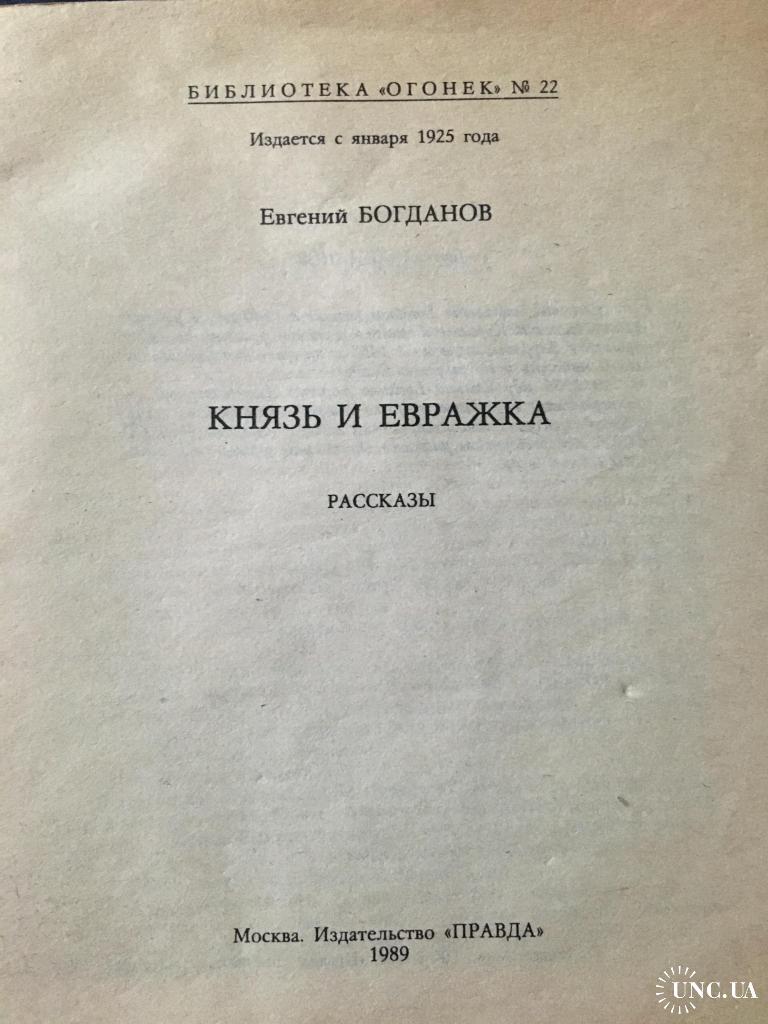 БИБЛИОТЕКА «ОГОНЕК» № 22
Издается с января 1925 года
Евгений БОГДАНОВ
КНЯЗЬ И ЕВРАЖКА
РАССКАЗЫ
Москва. Издательство «ПРАВДА»
1989
UNC.UA